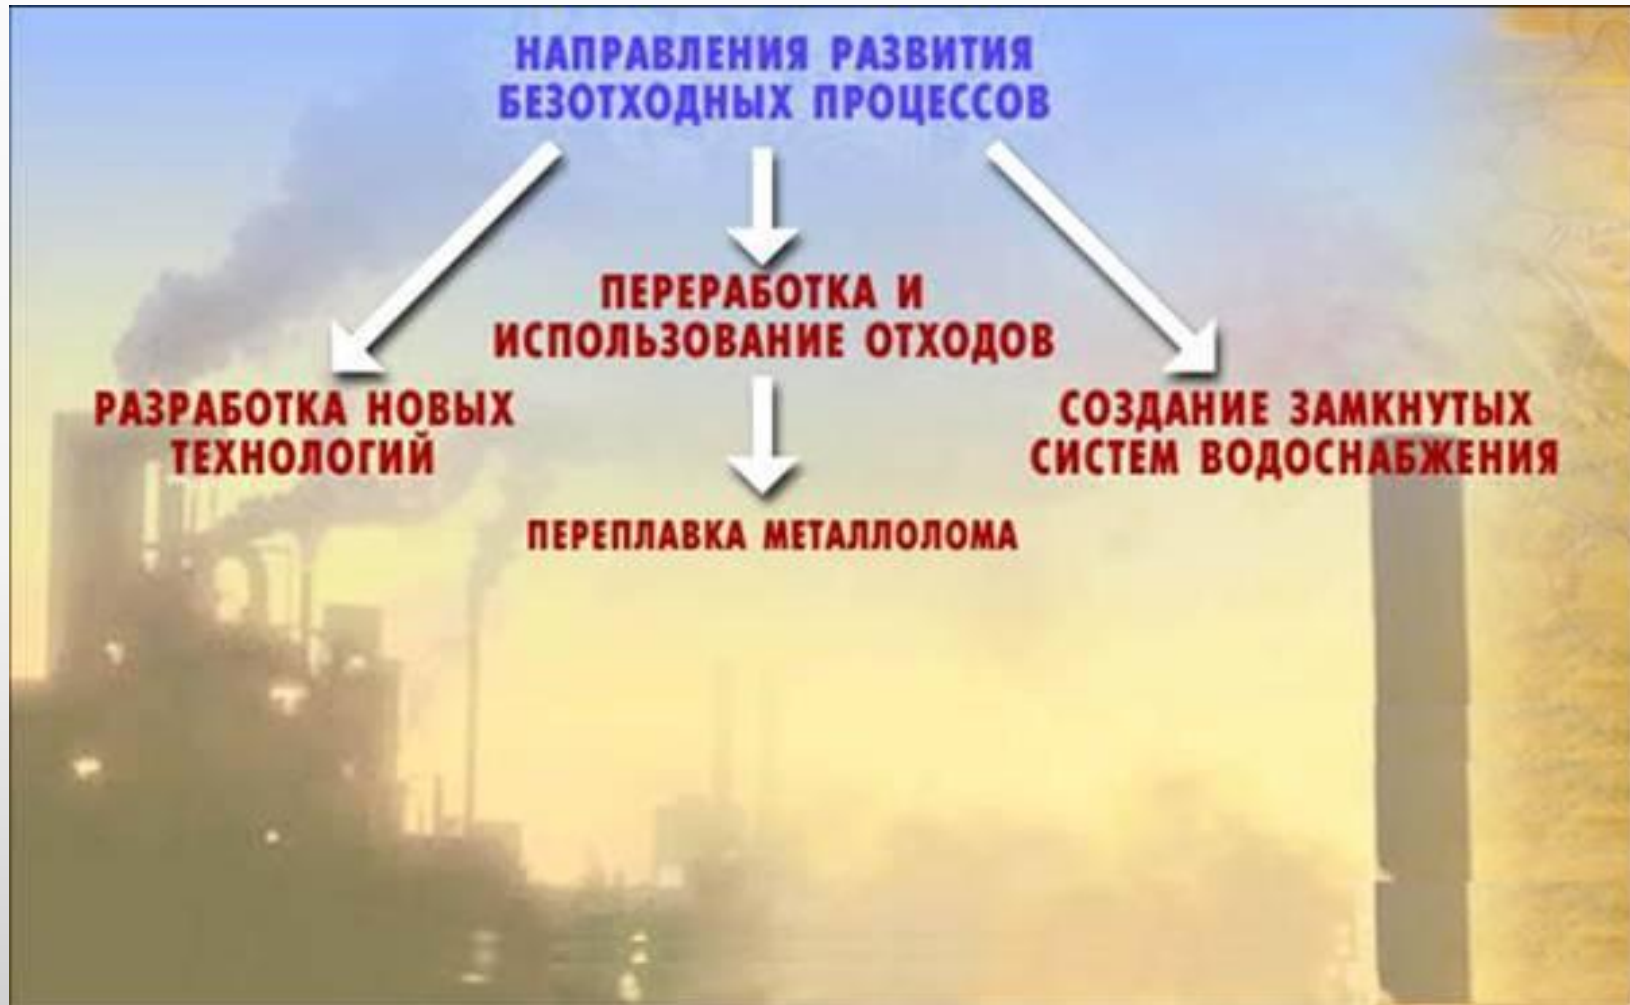 НАПРАВЛЕНИЯ РАЗВИТИЯ
БЕЗОТХОДНЫХ ПРОЦЕССОВ
ПЕРЕРАБОТКА И
ИСПОЛЬЗОВАНИЕ ОТХОДОВ
РАЗРАБОТКА НОВЫХ
ТЕХНОЛОГИЙ
СОЗДАНИЕ ЗАМКНУТЫХ
СИСТЕМ ВОДОСНАБЖЕНИЯ
ПЕРЕПЛАВКА МЕТАЛЛОЛОМА